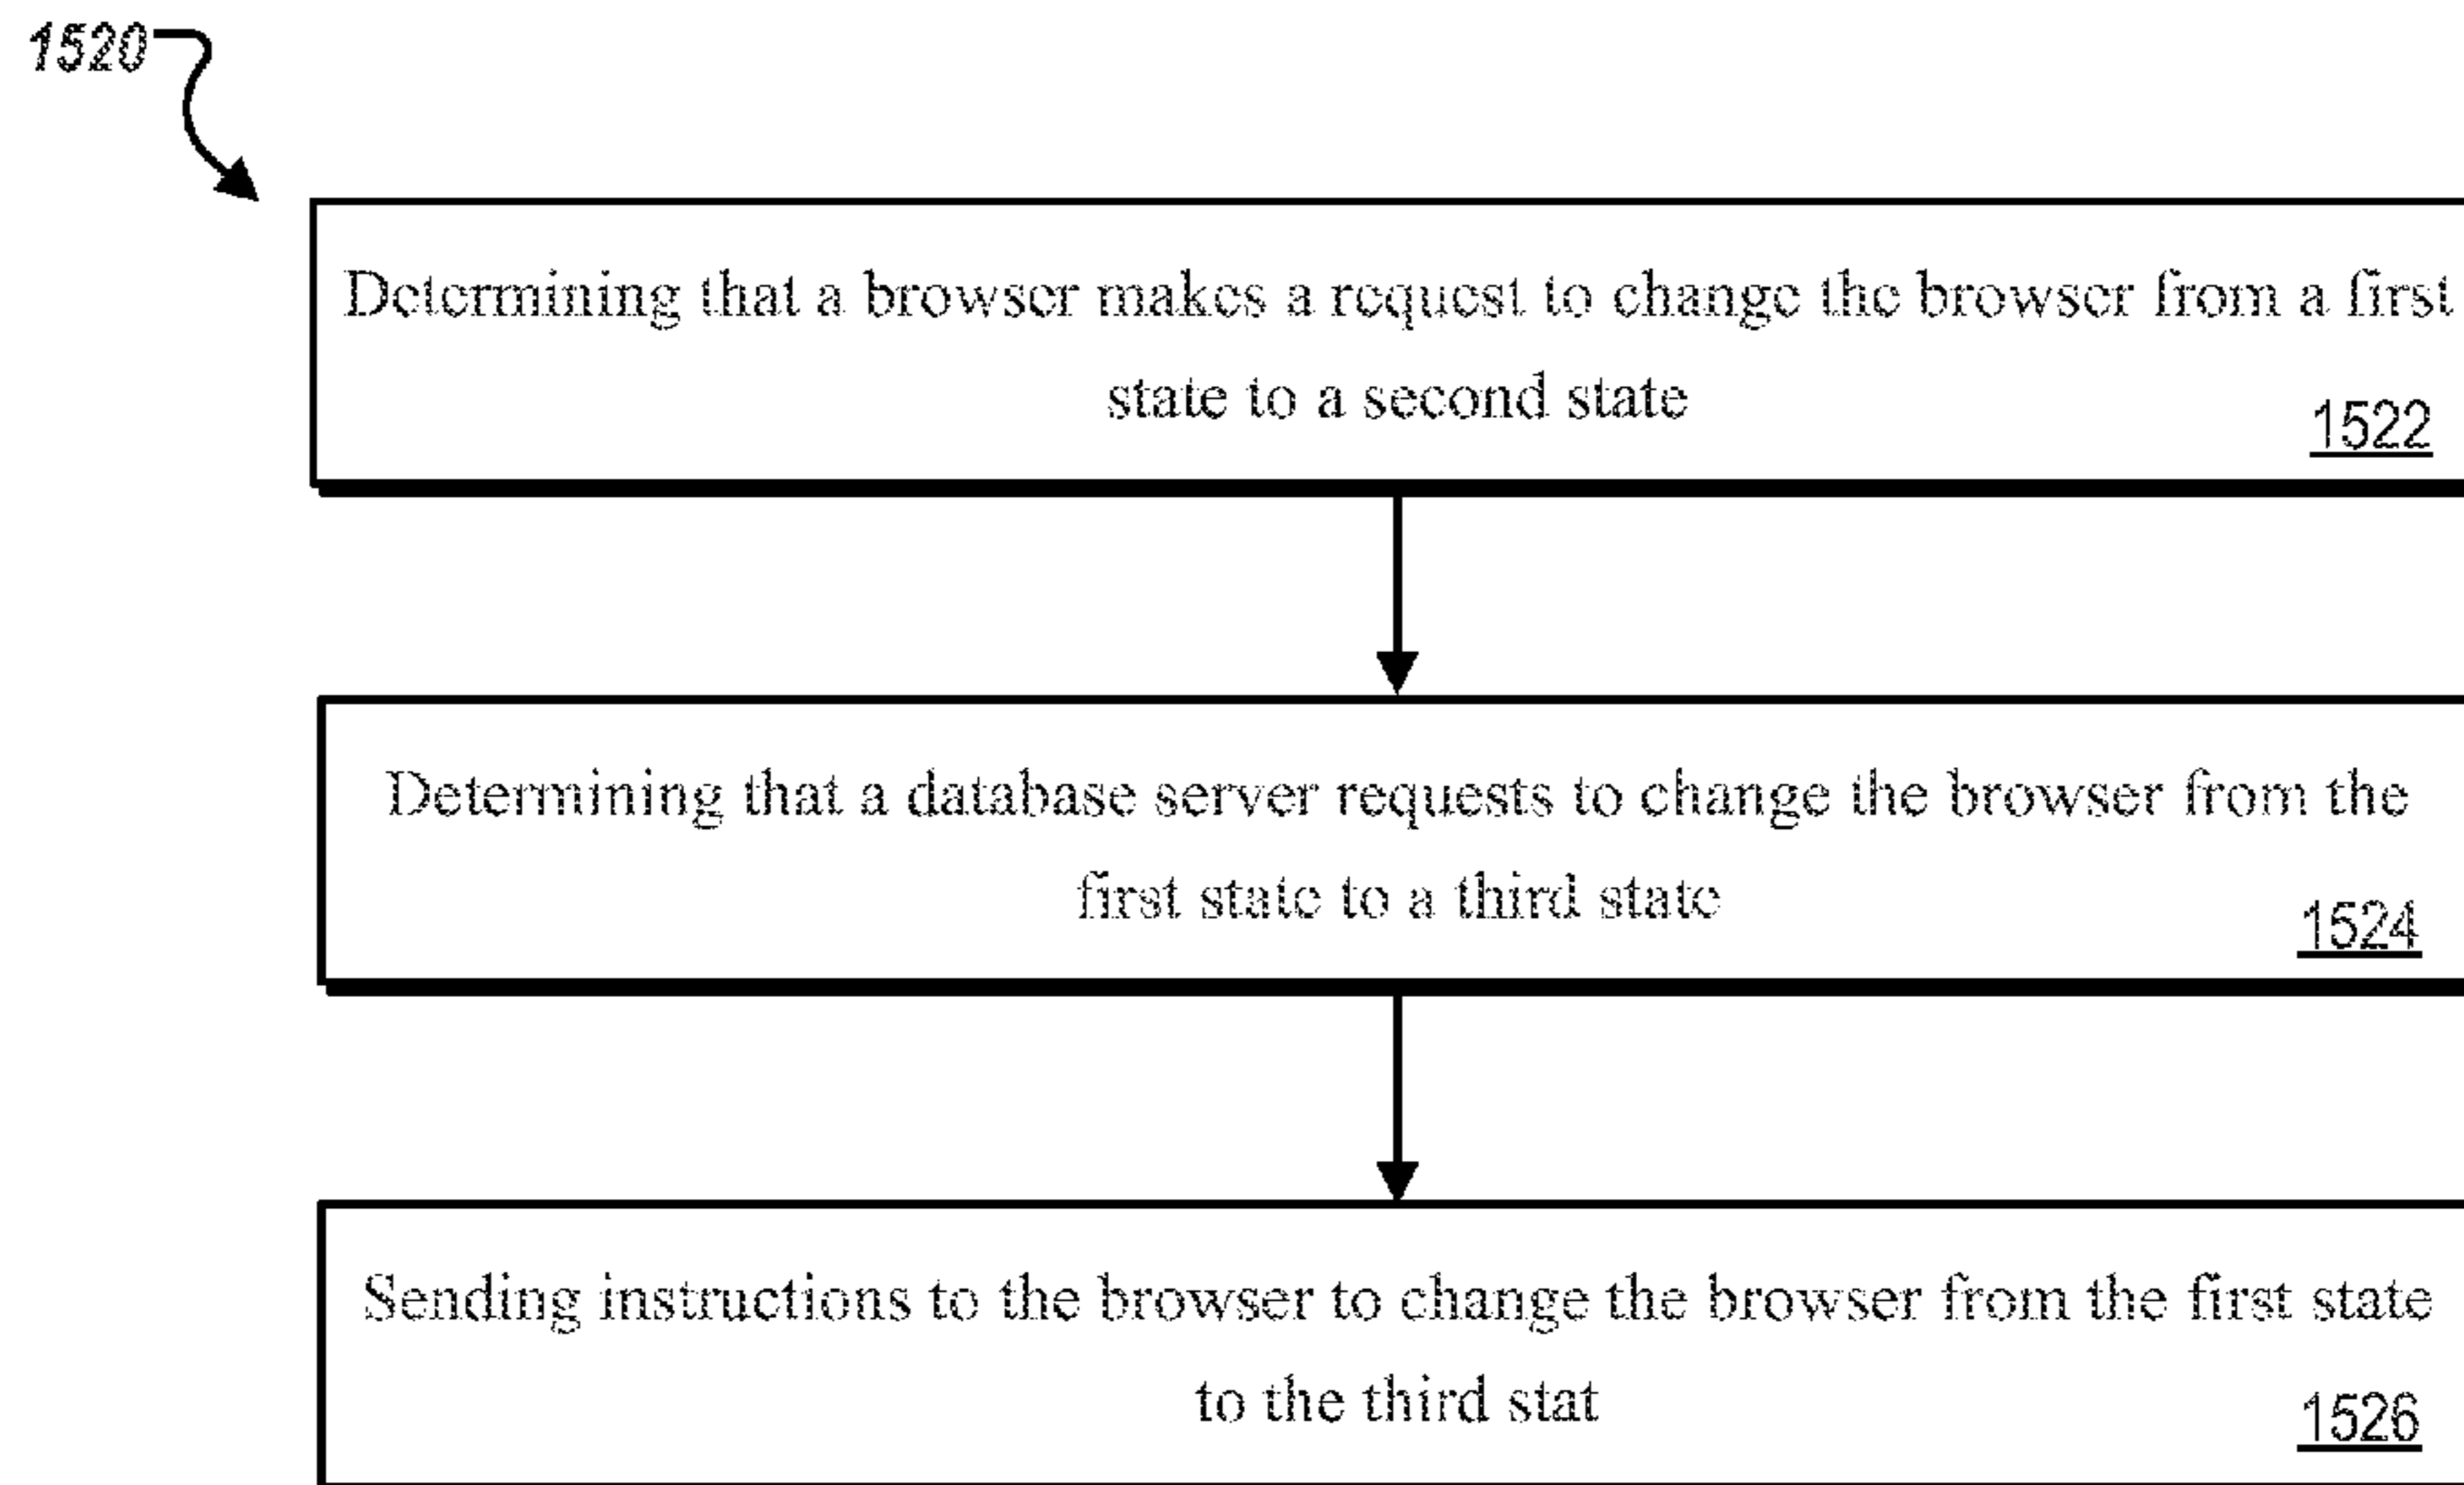 1520
Determining that a browser makes a request to change the browser from a first
state to a second state
1522
Determining that a database server requests to change the browser from the
first state to a third state
1524
Sending instructions to the browser to change the browser from the first state
to the third stat
1526